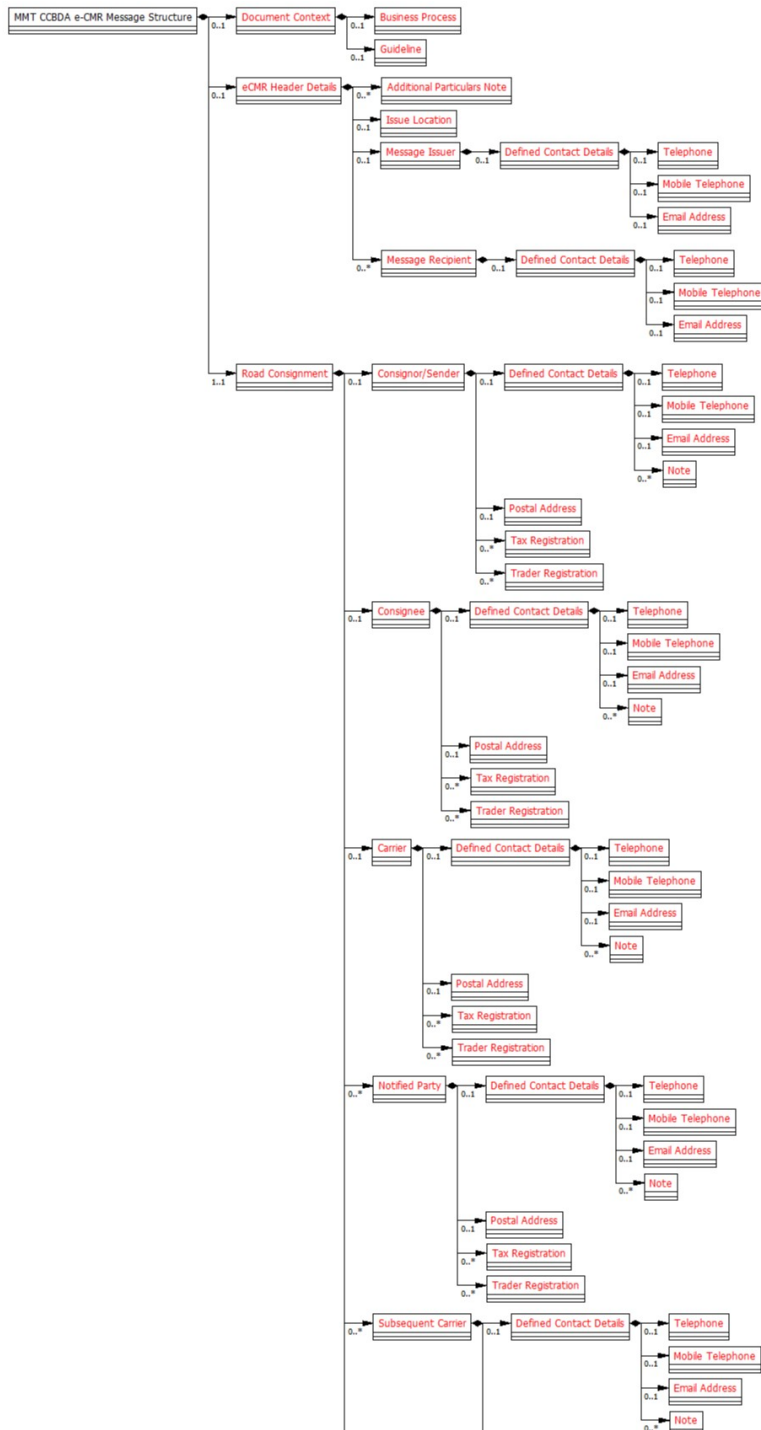 MMT CCBDA e-CMR Message Structure
0..1
Document Context
0..1
Business Process
0..1
Guideline
0..1
eCMR Header Details
0..*
Additional Particulars Note
0..1
Issue Location
0..1
Message Issuer
0..1
Defined Contact Details
0..1
Telephone
0..1
Mobile Telephone
0..1
Email Address
0..*
Message Recipient
0..1
Defined Contact Details
0..1
Telephone
0..1
Mobile Telephone
0..1
Email Address
1..1
Road Consignment
0..1
Consignor/Sender
0..1
Defined Contact Details
0..1
Telephone
0..1
Mobile Telephone
0..1
Email Address
0..*
Note
0..1
Postal Address
0..*
Tax Registration
0..*
Trader Registration
0..1
Consignee
0..1
Defined Contact Details
0..1
Telephone
0..1
Mobile Telephone
0..1
Email Address
0..*
Note
0..1
Postal Address
0..*
Tax Registration
0..*
Trader Registration
0..1
Carrier
0..1
Defined Contact Details
0..1
Telephone
0..1
Mobile Telephone
0..1
Email Address
0..*
Note
0..1
Postal Address
0..*
Tax Registration
0..*
Trader Registration
0..*
Notified Party
0..1
Defined Contact Details
0..1
Telephone
0..1
Mobile Telephone
0..1
Email Address
0..*
Note
0..1
Postal Address
0..*
Tax Registration
0..*
Trader Registration
0..*
Subsequent Carrier
0..1
Defined Contact Details
0..1
Telephone
0..1
Mobile Telephone
0..1
Email Address
0..*
Note